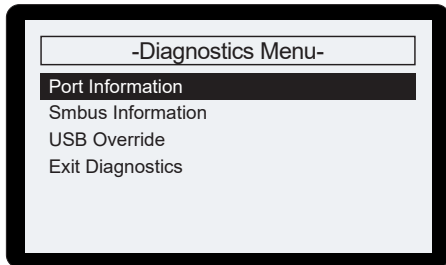 -Diagnostics Menu-
Port Information
Smbus Information
USB Override
Exit Diagnostics